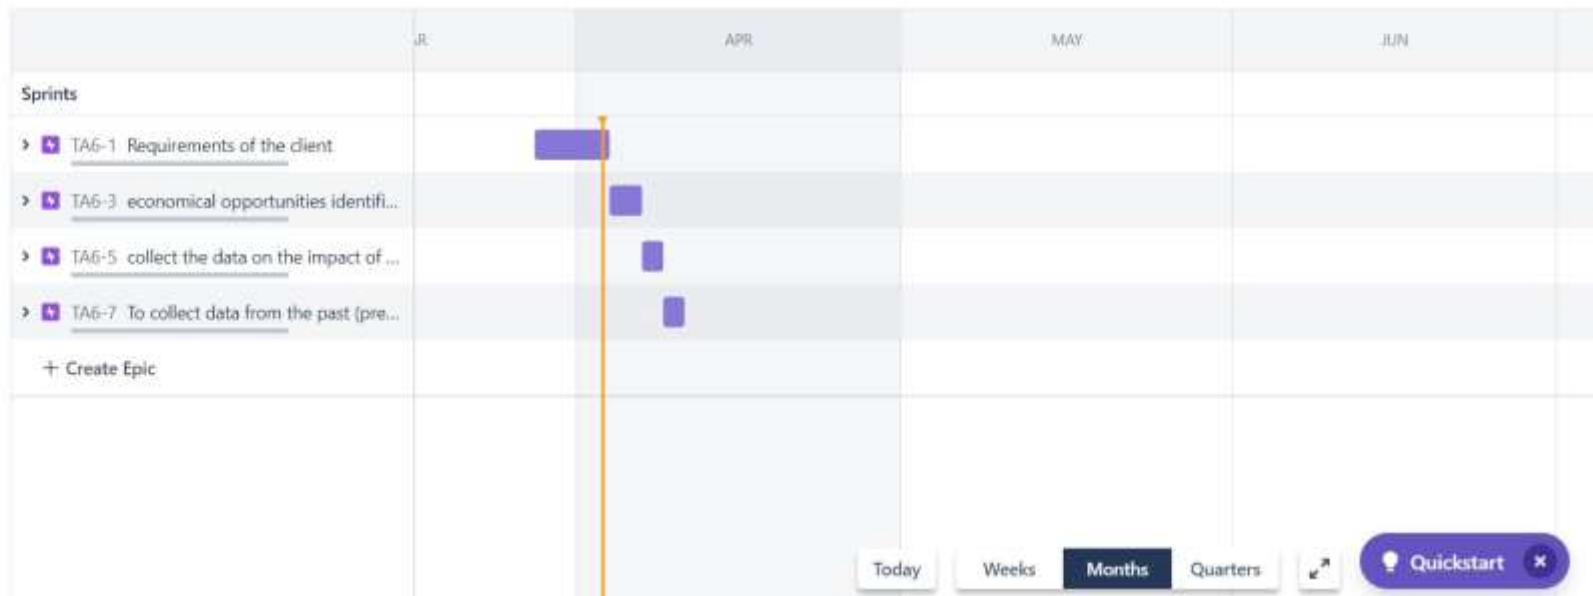 AR APR MAY JUN
Sprints
TA6-1 Requirements of the client
TA6-3 economical opportunities identifi...
TA6-5 collect the data on the impact of ...
TA6-7 To collect data from the past (pre...
+ Create Epic
Today Weeks Months Quarters Quickstart ×